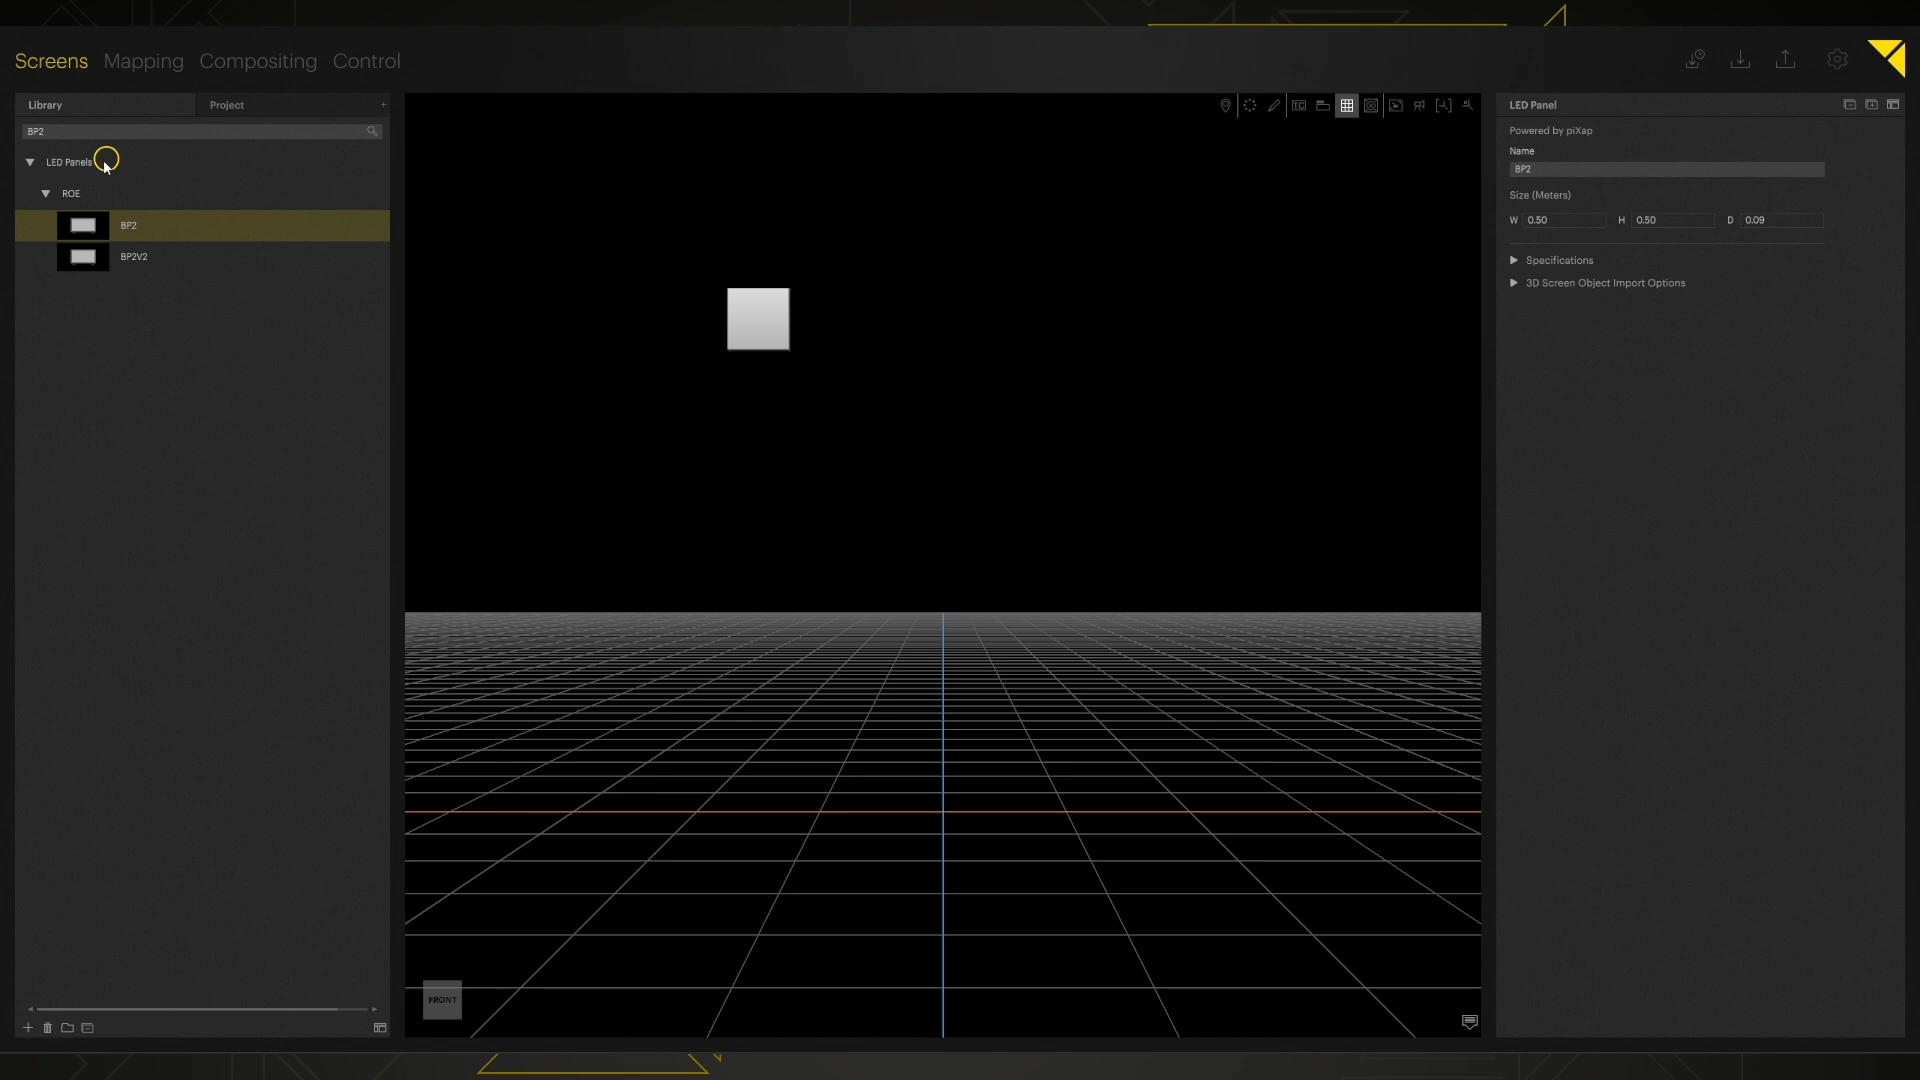 Screens Mapping Compositing Control
Library Project
BP2
LED Panels
ROE
BP2
BP2V2
TC
FRONT
LED Panel
Powered by piXap
Name
BP2
Size (Meters)
W 0.50 H 0.50 D 0.09
Specifications
3D Screen Object Import Options